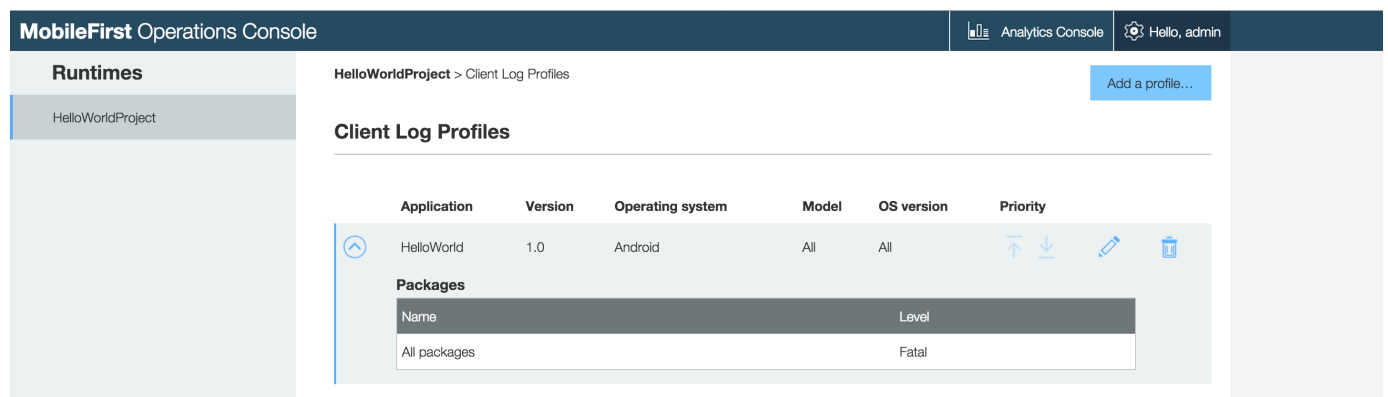 MobileFirst Operations Console Analytics Console Hello, admin
Runtimes
HelloWorldProject
HelloWorldProject > Client Log Profiles
Add a profile...
Client Log Profiles
Application Version Operating system Model OS version Priority
HelloWorld 1.0 Android All All
Packages
Name Level
All packages Fatal